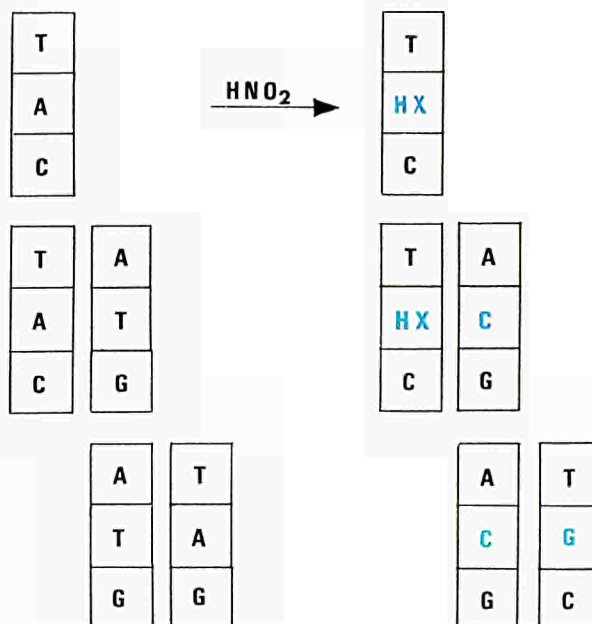 T T
HNO₂
A HX
C C
T A T A
A T HX C
C G C G
A T A T
T A C G
G G G C